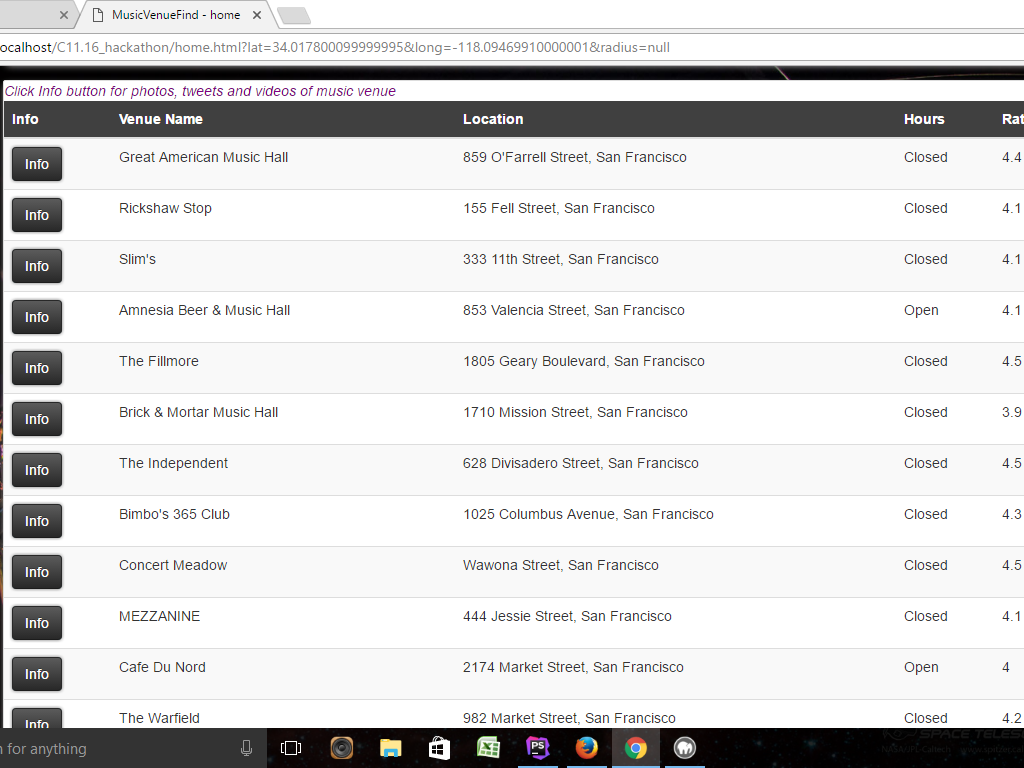 MusicVenueFind - home
ocalhost/C11.16_hackathon/home.html?lat=34.017800099999995&long=-118.09469910000001&radius=null
Click Info button for photos, tweets and videos of music venue
Info Venue Name Location Hours Rat
Info Great American Music Hall 859 O'Farrell Street, San Francisco Closed 4.4
Info Rickshaw Stop 155 Fell Street, San Francisco Closed 4.1
Info Slim's 333 11th Street, San Francisco Closed 4.1
Info Amnesia Beer & Music Hall 853 Valencia Street, San Francisco Open 4.1
Info The Fillmore 1805 Geary Boulevard, San Francisco Closed 4.5
Info Brick & Mortar Music Hall 1710 Mission Street, San Francisco Closed 3.9
Info The Independent 628 Divisadero Street, San Francisco Closed 4.5
Info Bimbo's 365 Club 1025 Columbus Avenue, San Francisco Closed 4.3
Info Concert Meadow Wawona Street, San Francisco Closed 4.5
Info MEZZANINE 444 Jessie Street, San Francisco Closed 4.1
Info Cafe Du Nord 2174 Market Street, San Francisco Open 4
Info The Warfield 982 Market Street, San Francisco Closed 4.2
for anything
PS
SPACE TELES